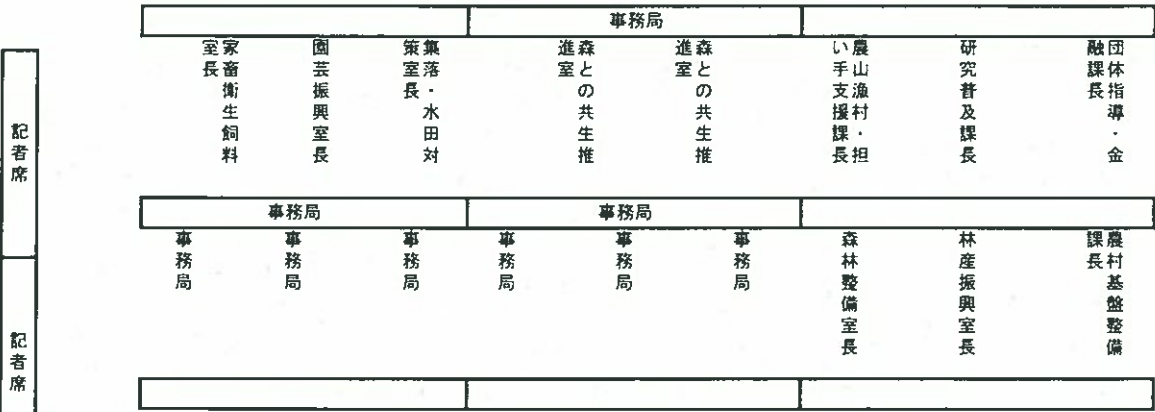 事務局
団体指導・金
融課長
研究普及課長
農山漁村・担
い手支援課長
森との共生推
進室
森との共生推
進室
集落・水田対
策室長
園芸振興室長
家畜衛生飼料
室長
記者席
事務局
事務局
農村基盤整備
課長
林産振興室長
森林整備室長
事務局
事務局
事務局
事務局
事務局
事務局
記者席